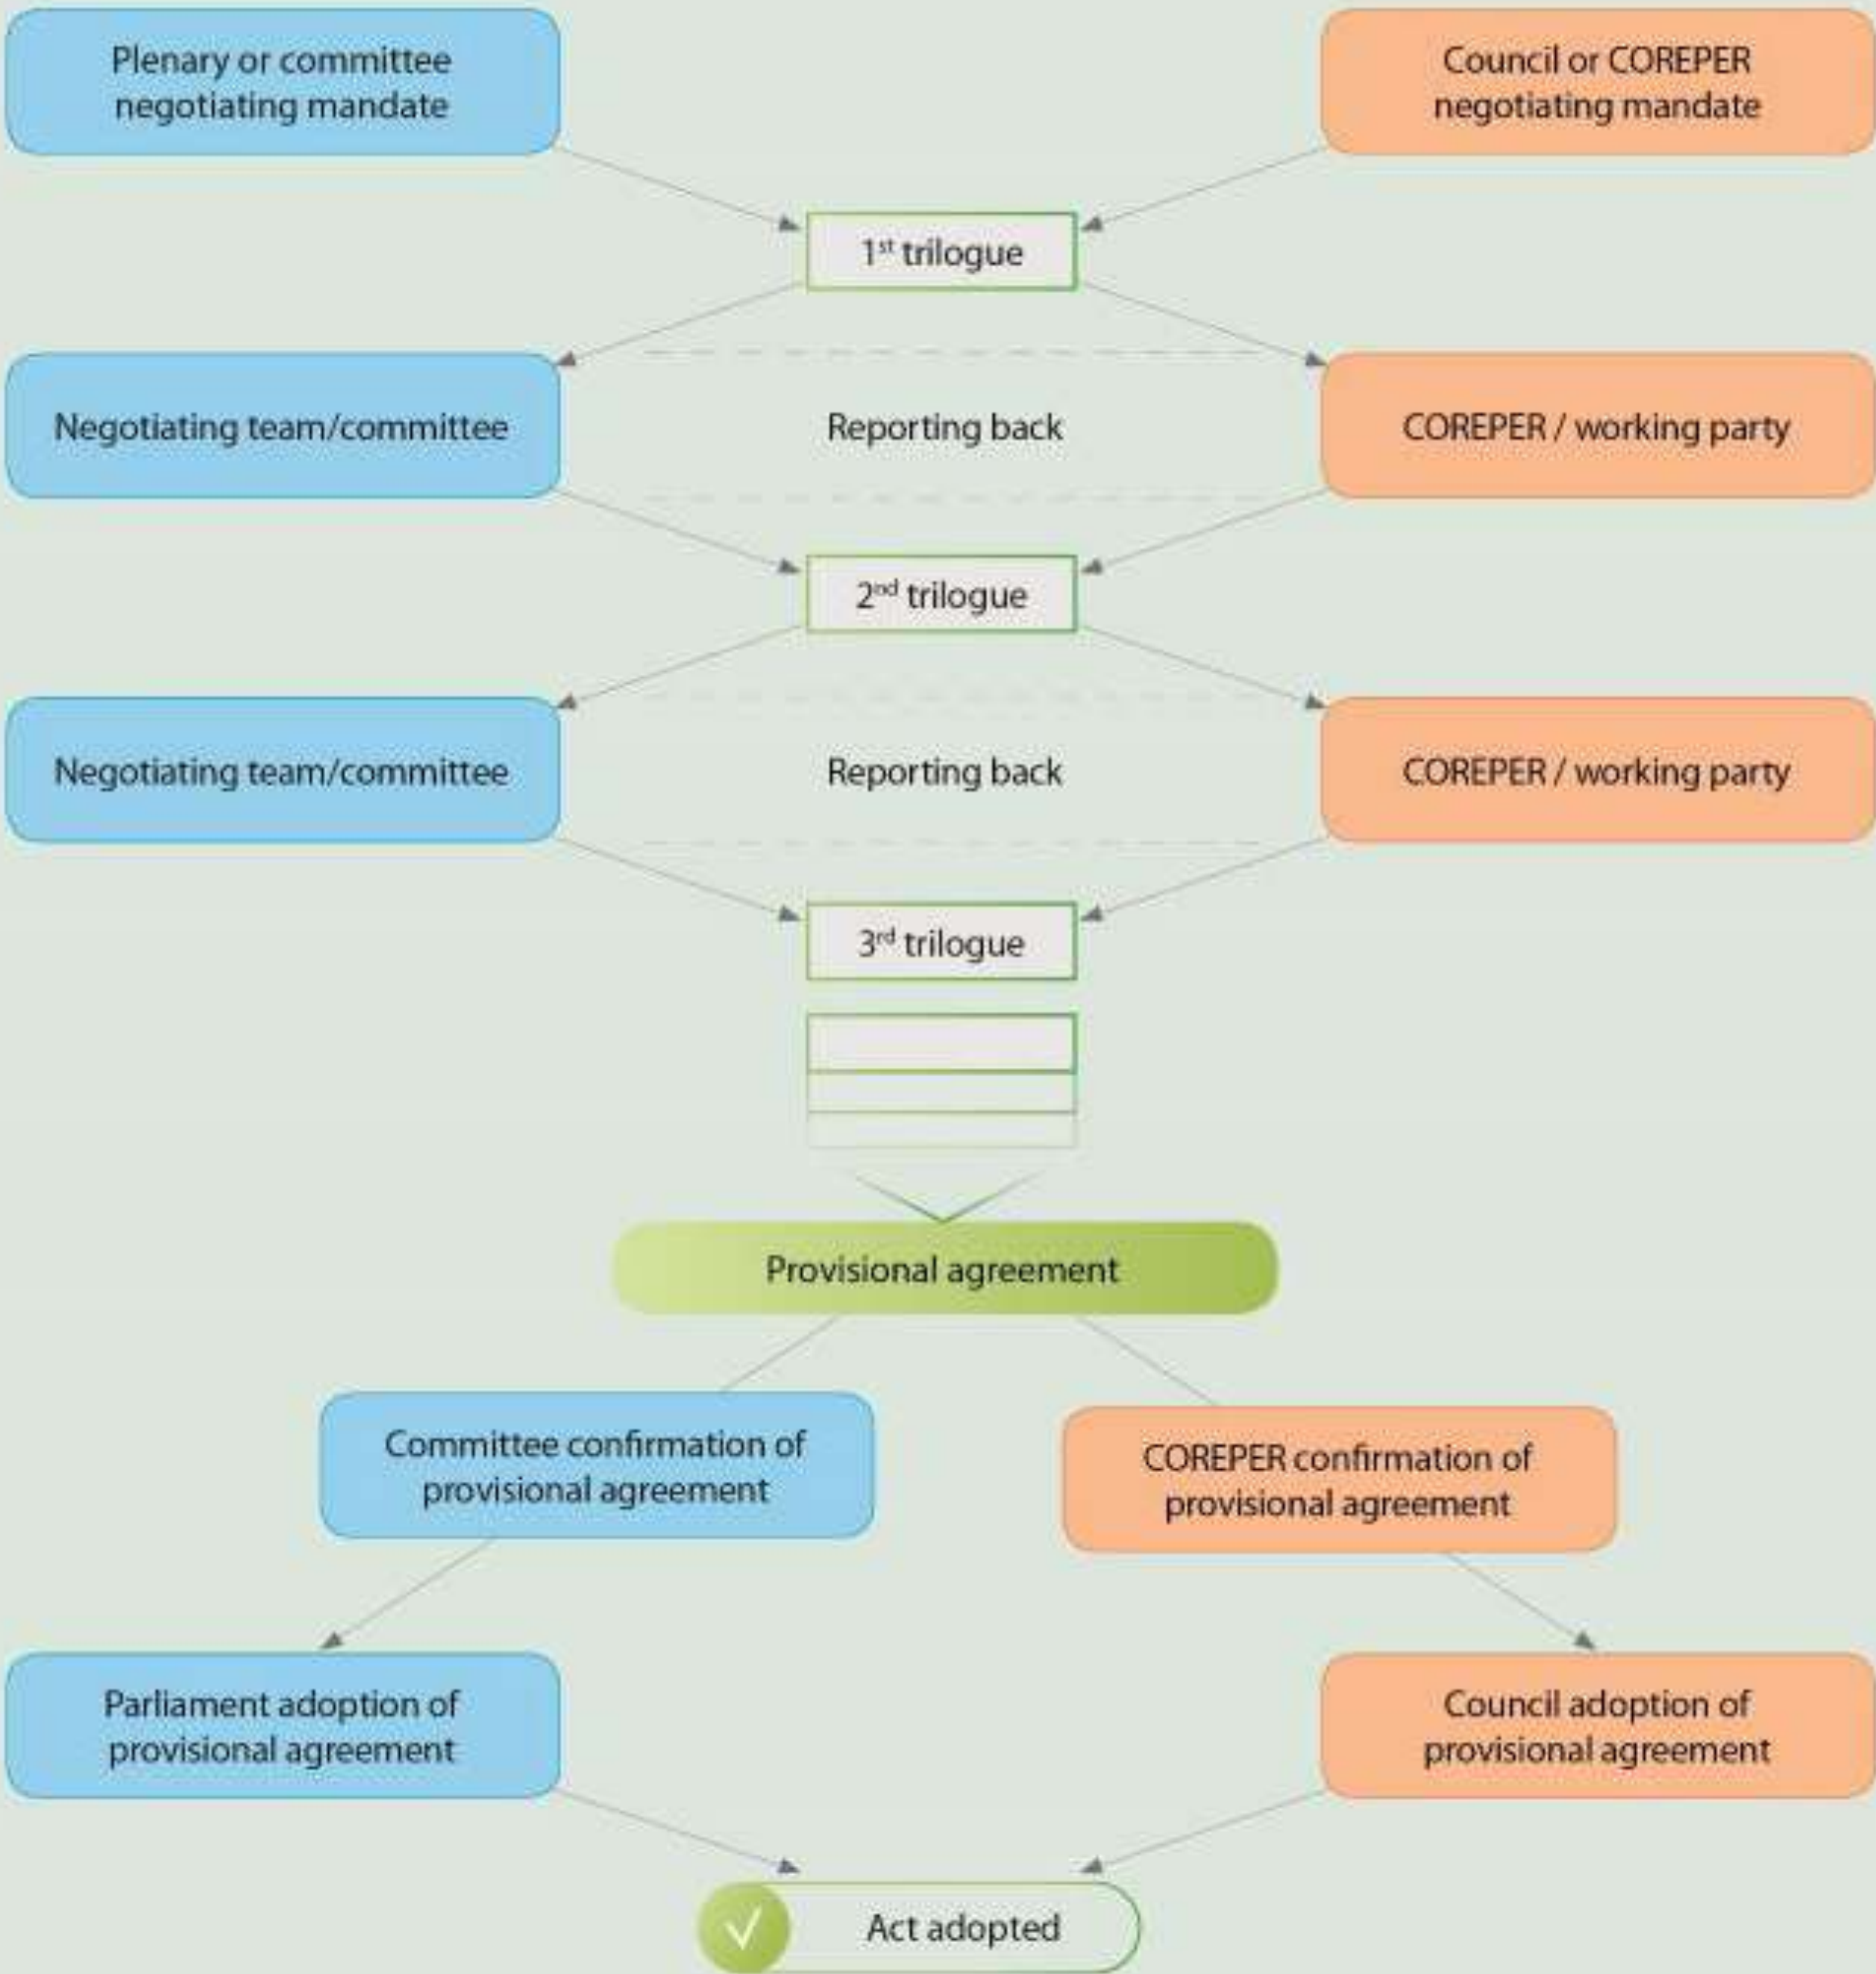 Plenary or committee
negotiating mandate
Council or COREPER
negotiating mandate
1st trilogue
Negotiating team/committee
Reporting back
COREPER / working party
2nd trilogue
Negotiating team/committee
Reporting back
COREPER / working party
3rd trilogue
Provisional agreement
Committee confirmation of
provisional agreement
COREPER confirmation of
provisional agreement
Parliament adoption of
provisional agreement
Council adoption of
provisional agreement
Act adopted